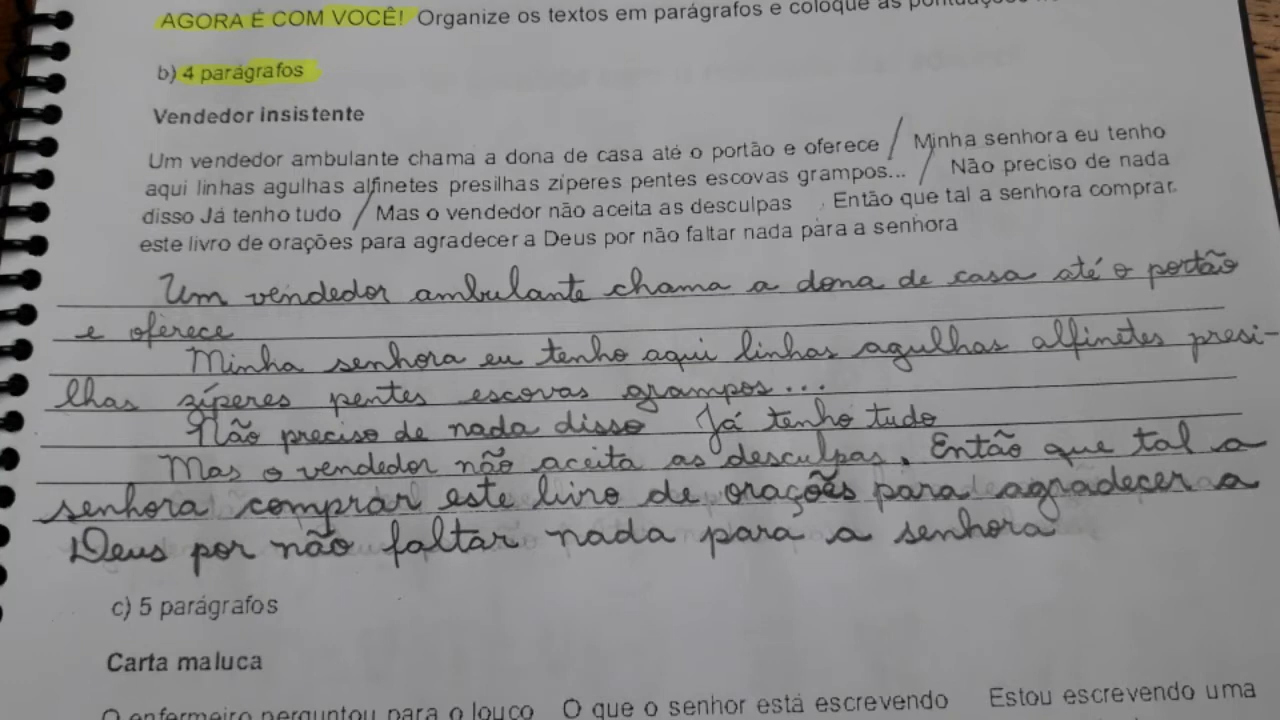 AGORA É COM VOCÊ! Organize os textos em parágrafos e coloque as
b) 4 parágrafos
Vendedor insistente
Um vendedor ambulante chama a dona de casa até o portão e oferece / Minha senhora eu tenho
aqui linhas agulhas alfinetes presilhas zíperes pentes escovas grampos... / Não preciso de nada
disso Já tenho tudo / Mas o vendedor não aceita as desculpas . Então que tal a senhora comprar
este livro de orações para agradecer a Deus por não faltar nada para a senhora
Um vendedor ambulante chama a dona de casa até o portão
e oferece
Minha senhora eu tenho aqui linhas agulhas alfinetes presi-
lhas zíperes pentes escovas grampos...
Não preciso de nada disso Já tenho tudo
Mas o vendedor não aceita as desculpas. Então que tal a
senhora comprar este livro de orações para agradecer a
Deus por não faltar nada para a senhora
c) 5 parágrafos
Carta maluca
O enfermeiro perguntou para o louco O que o senhor está escrevendo Estou escrevendo uma